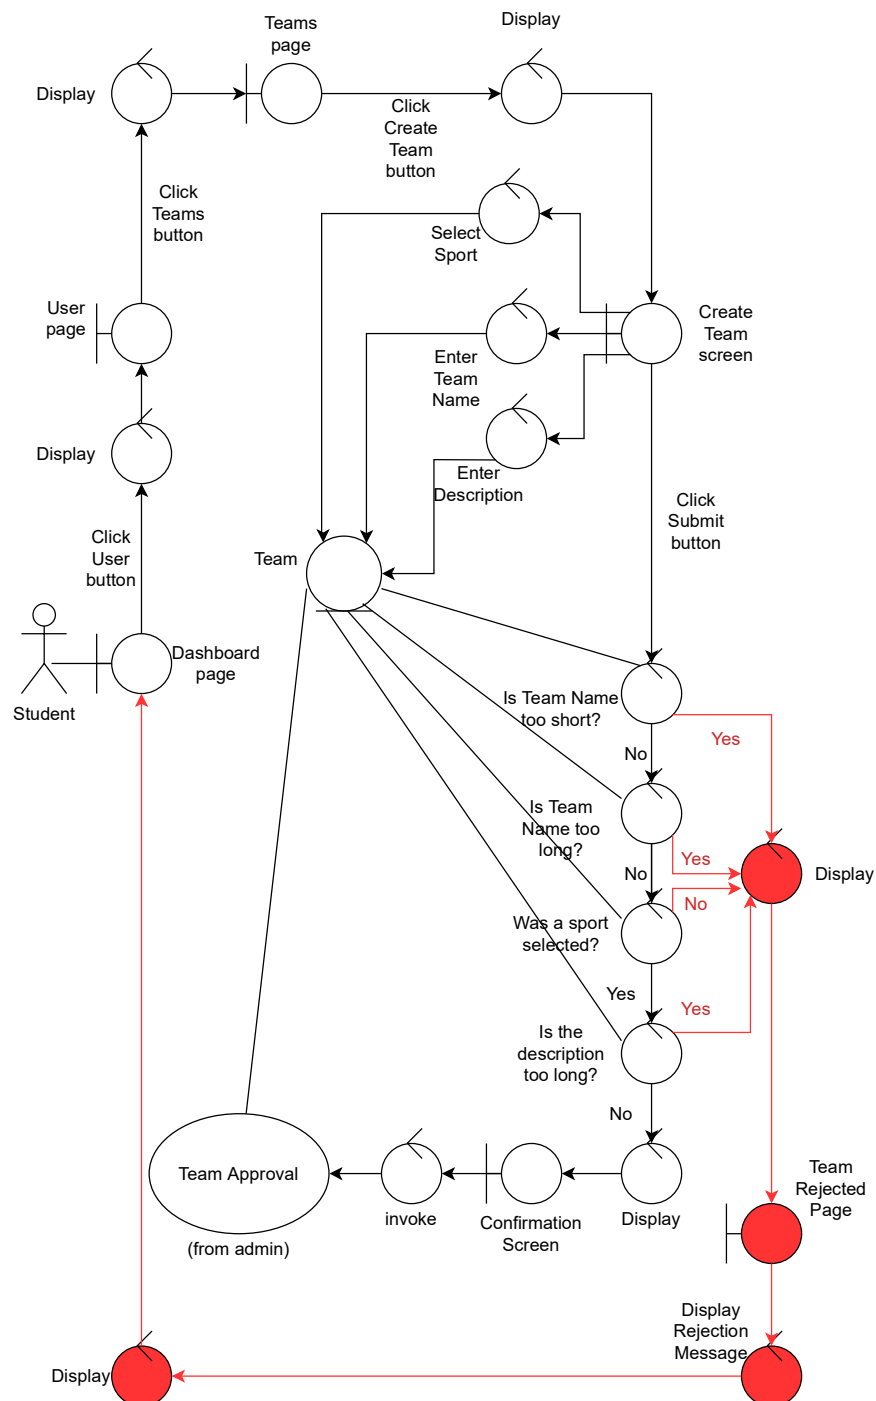 Teams
page
Display
Display
Click
Create
Team
button
Click
Teams
button
Select
Sport
User
page
Create
Team
screen
Enter
Team
Name
Display
Enter
Description
Click
Submit
button
Click
User
button
Team
Dashboard
page
Student
Is Team Name
too short?
Yes
No
Is Team
Name too
long?
Yes
No
Display
No
Was a sport
selected?
Yes
Yes
Is the
description
too long?
No
Team Approval
(from admin)
invoke
Confirmation
Screen
Display
Team
Rejected
Page
Display
Rejection
Message
Display